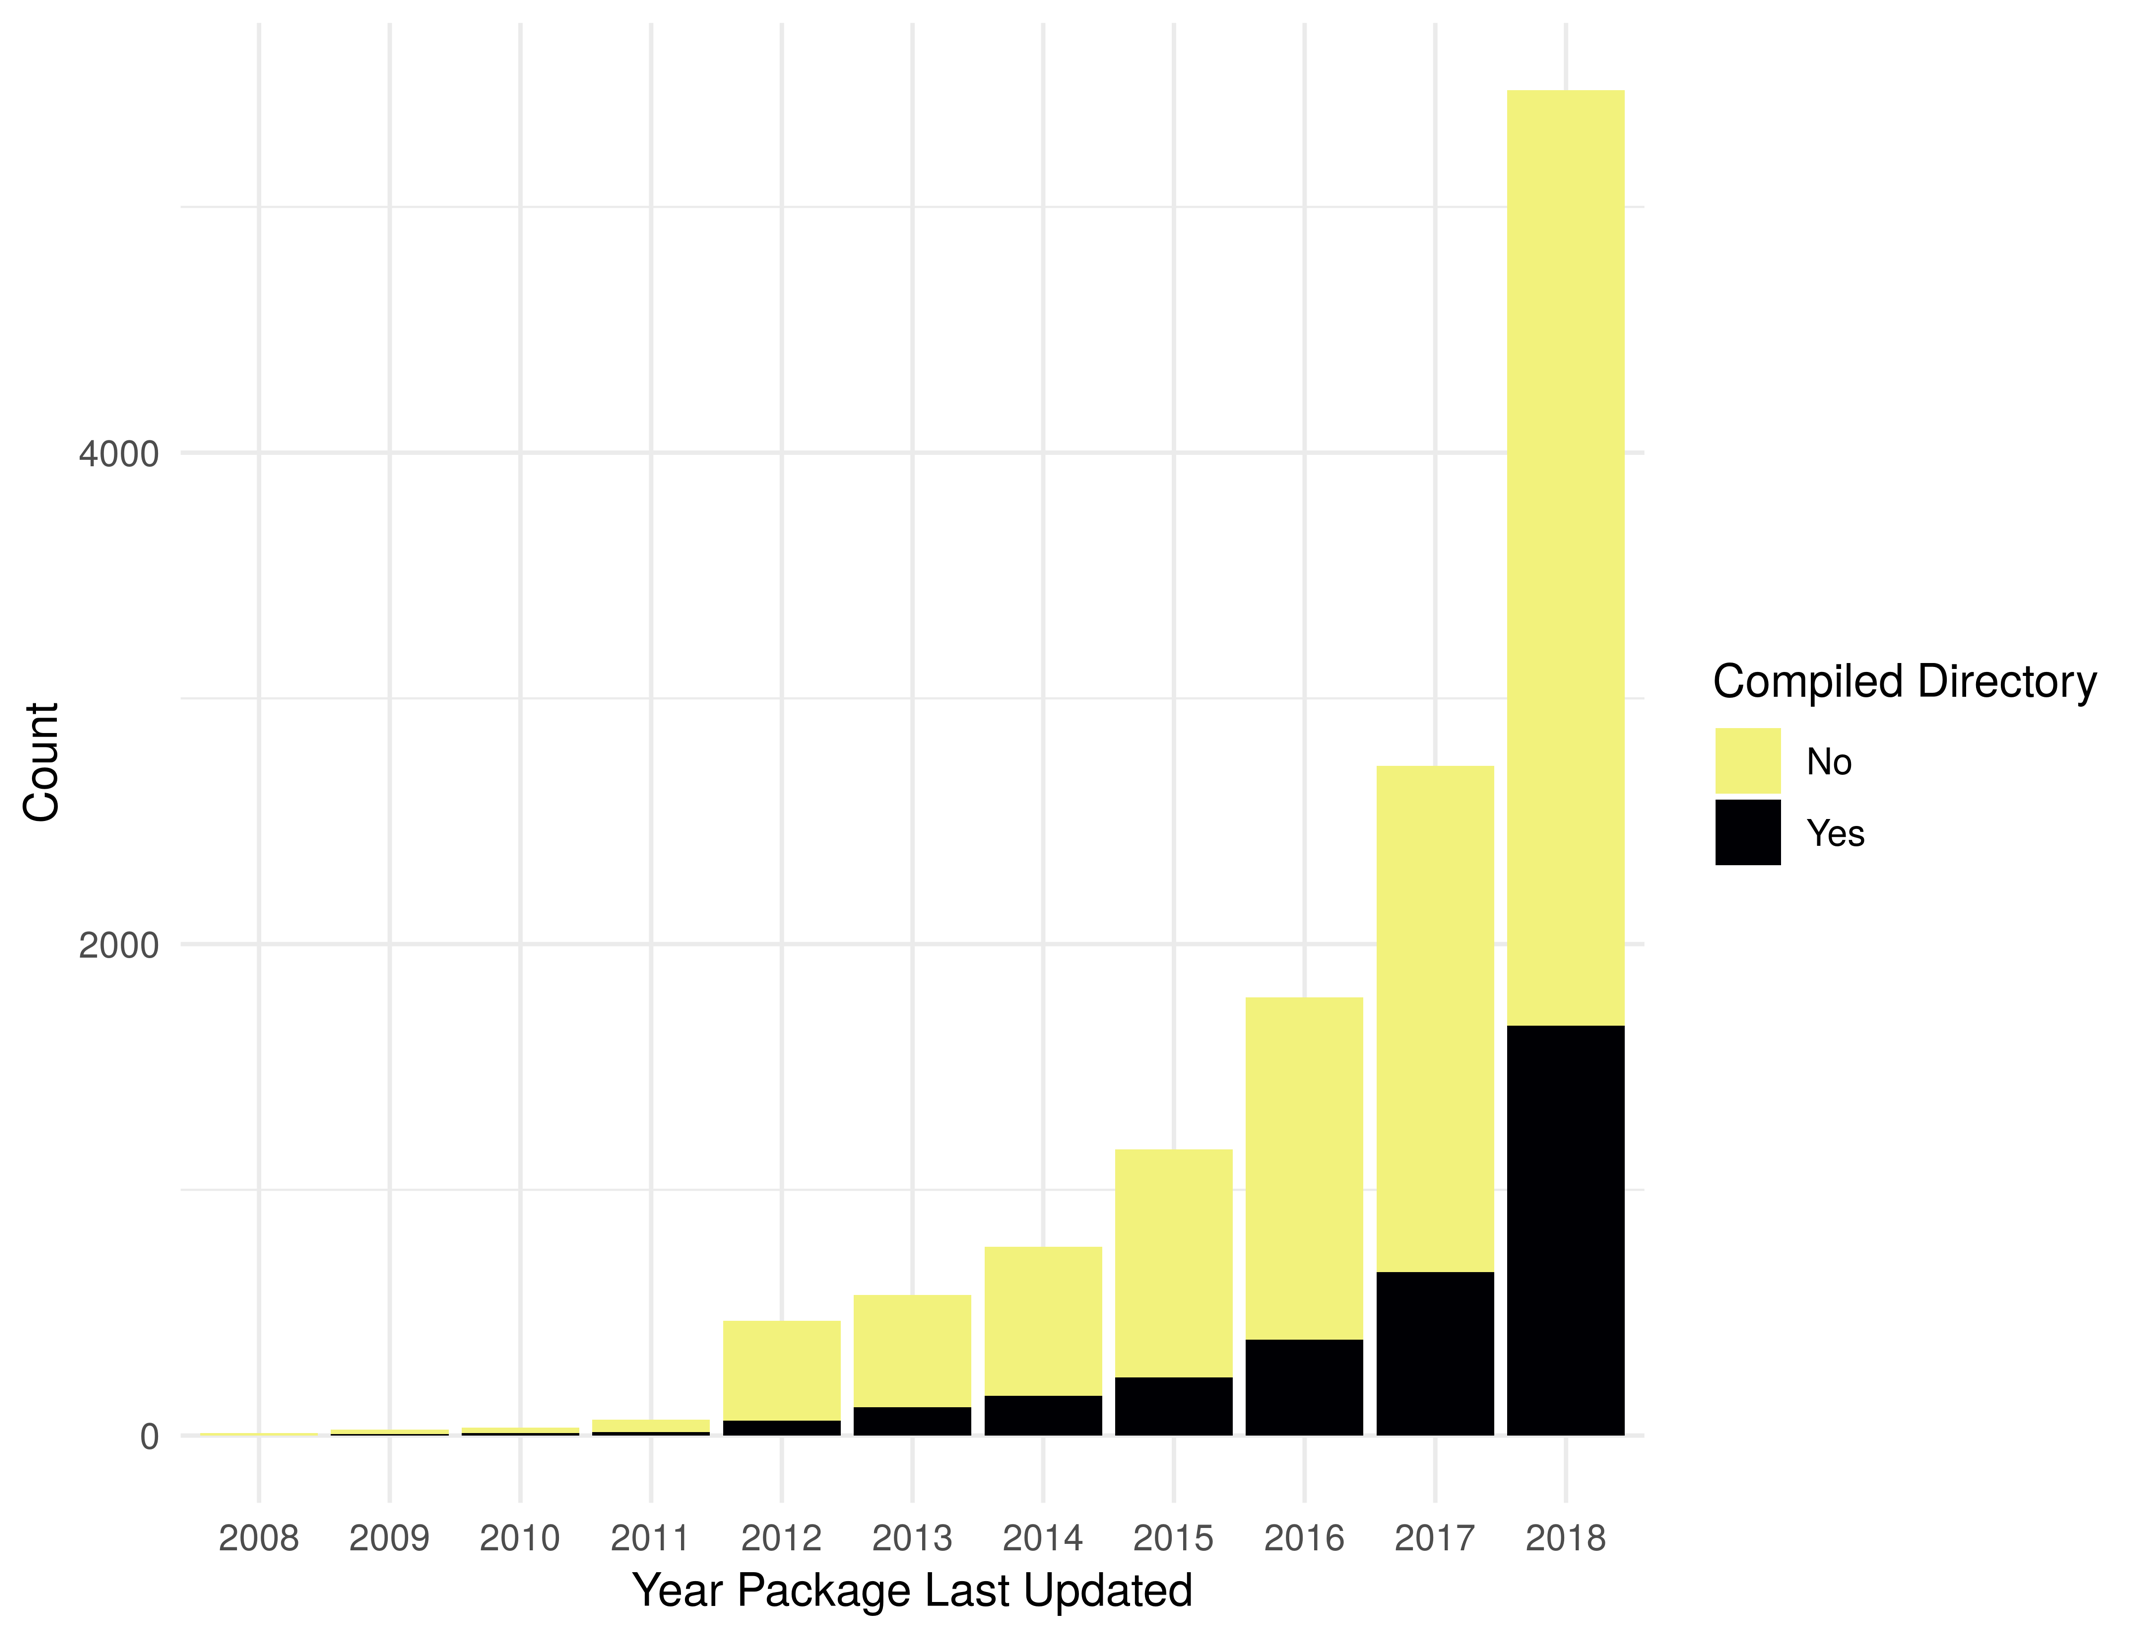 Count
4000
2000
0
2008 2009 2010 2011 2012 2013 2014 2015 2016 2017 2018
Year Package Last Updated
Compiled Directory
No
Yes